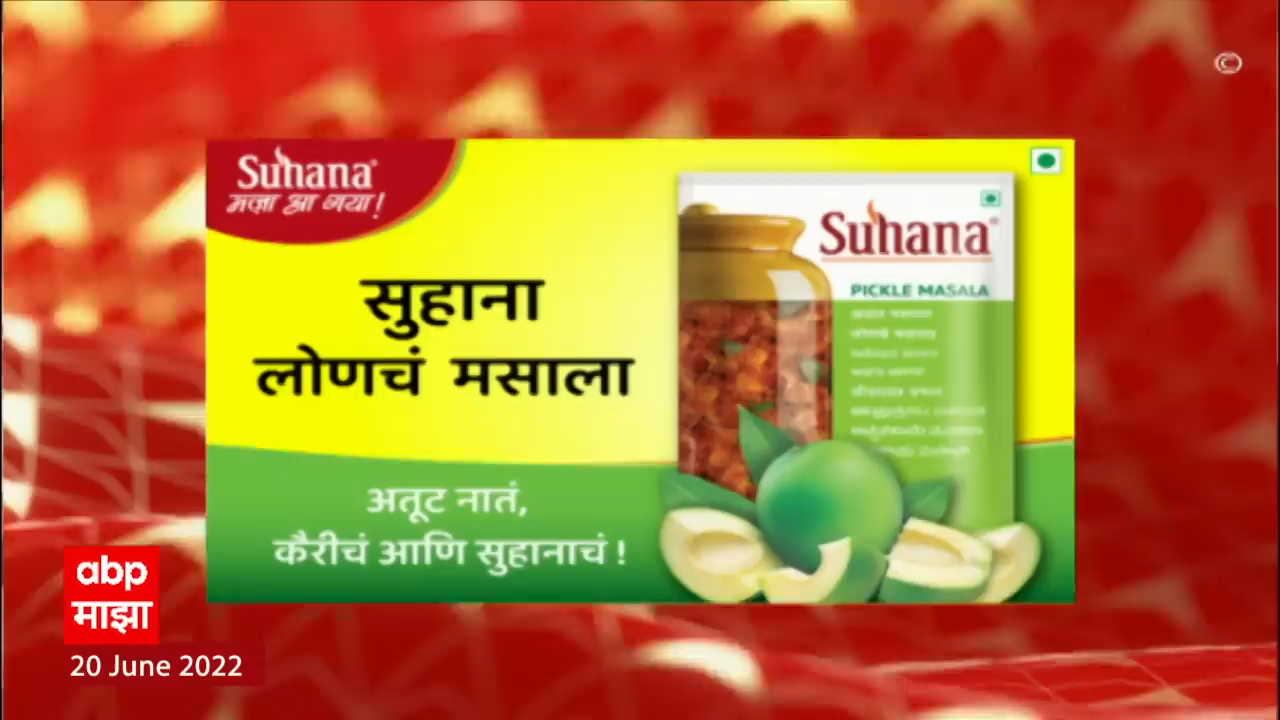 ©
Suhana®
मज़ा आ गया!
सुहाना
लोणचं मसाला
अतूट नातं,
कैरीचं आणि सुहानाचं !
Suhana®
PICKLE MASALA
abp
माझा
20 June 2022